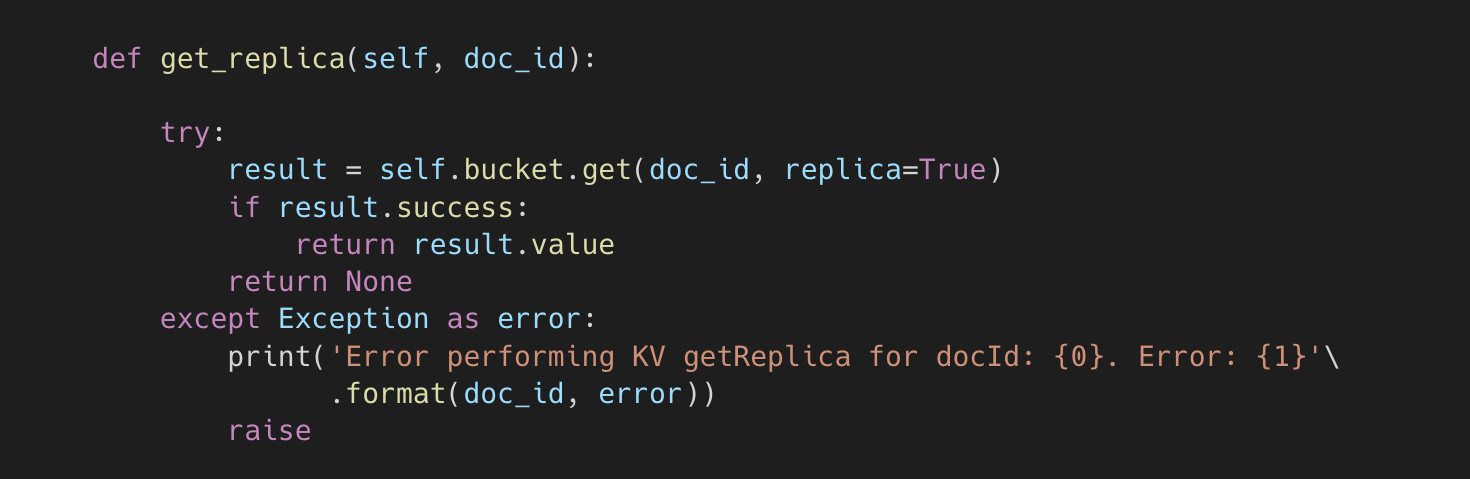 def get_replica(self, doc_id):
try:
result = self.bucket.get(doc_id, replica=True)
if result.success:
return result.value
return None
except Exception as error:
print('Error performing KV getReplica for docId: {0}. Error: {1}'\
.format(doc_id, error))
raise